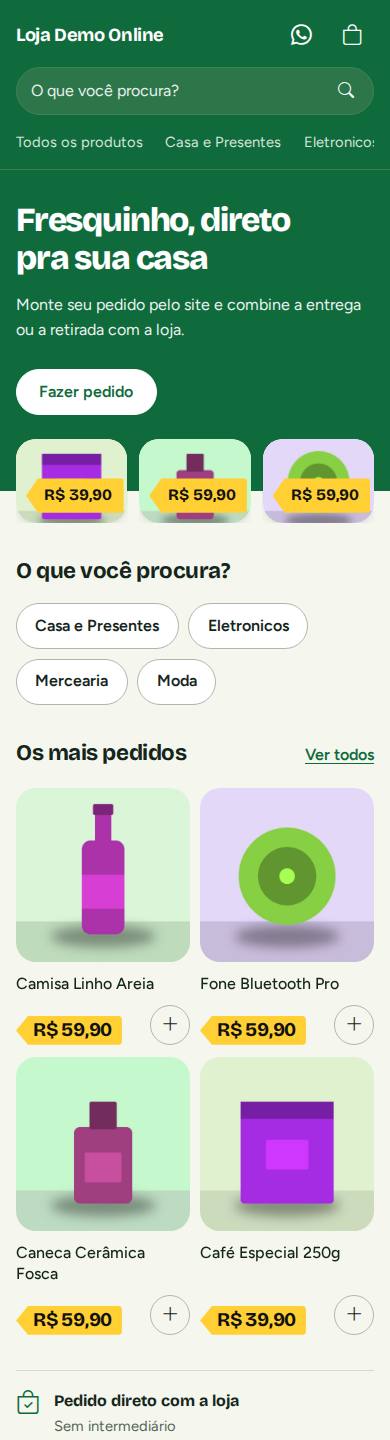 Loja Demo Online
O que você procura?
Todos os produtos Casa e Presentes Eletronicos
Fresquinho, direto
pra sua casa
Monte seu pedido pelo site e combine a entrega
ou a retirada com a loja.
Fazer pedido
R$ 39,90 R$ 59,90 R$ 59,90
O que você procura?
Casa e Presentes Eletronicos
Mercearia Moda
Os mais pedidos Ver todos
Camisa Linho Areia Fone Bluetooth Pro
R$ 59,90 + R$ 59,90 +
Caneca Cerâmica Café Especial 250g
Fosca
R$ 59,90 + R$ 39,90 +
Pedido direto com a loja
Sem intermediário